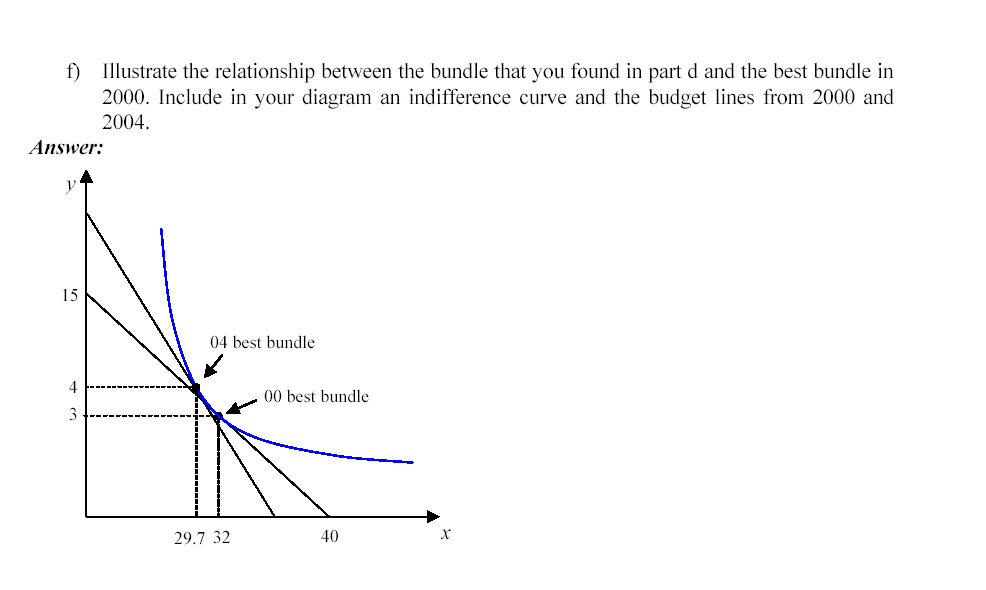 f) Illustrate the relationship between the bundle that you found in part d and the best bundle in
2000. Include in your diagram an indifference curve and the budget lines from 2000 and
2004.
Answer:
y
15
04 best bundle
4
00 best bundle
3
29.7 32
40
x